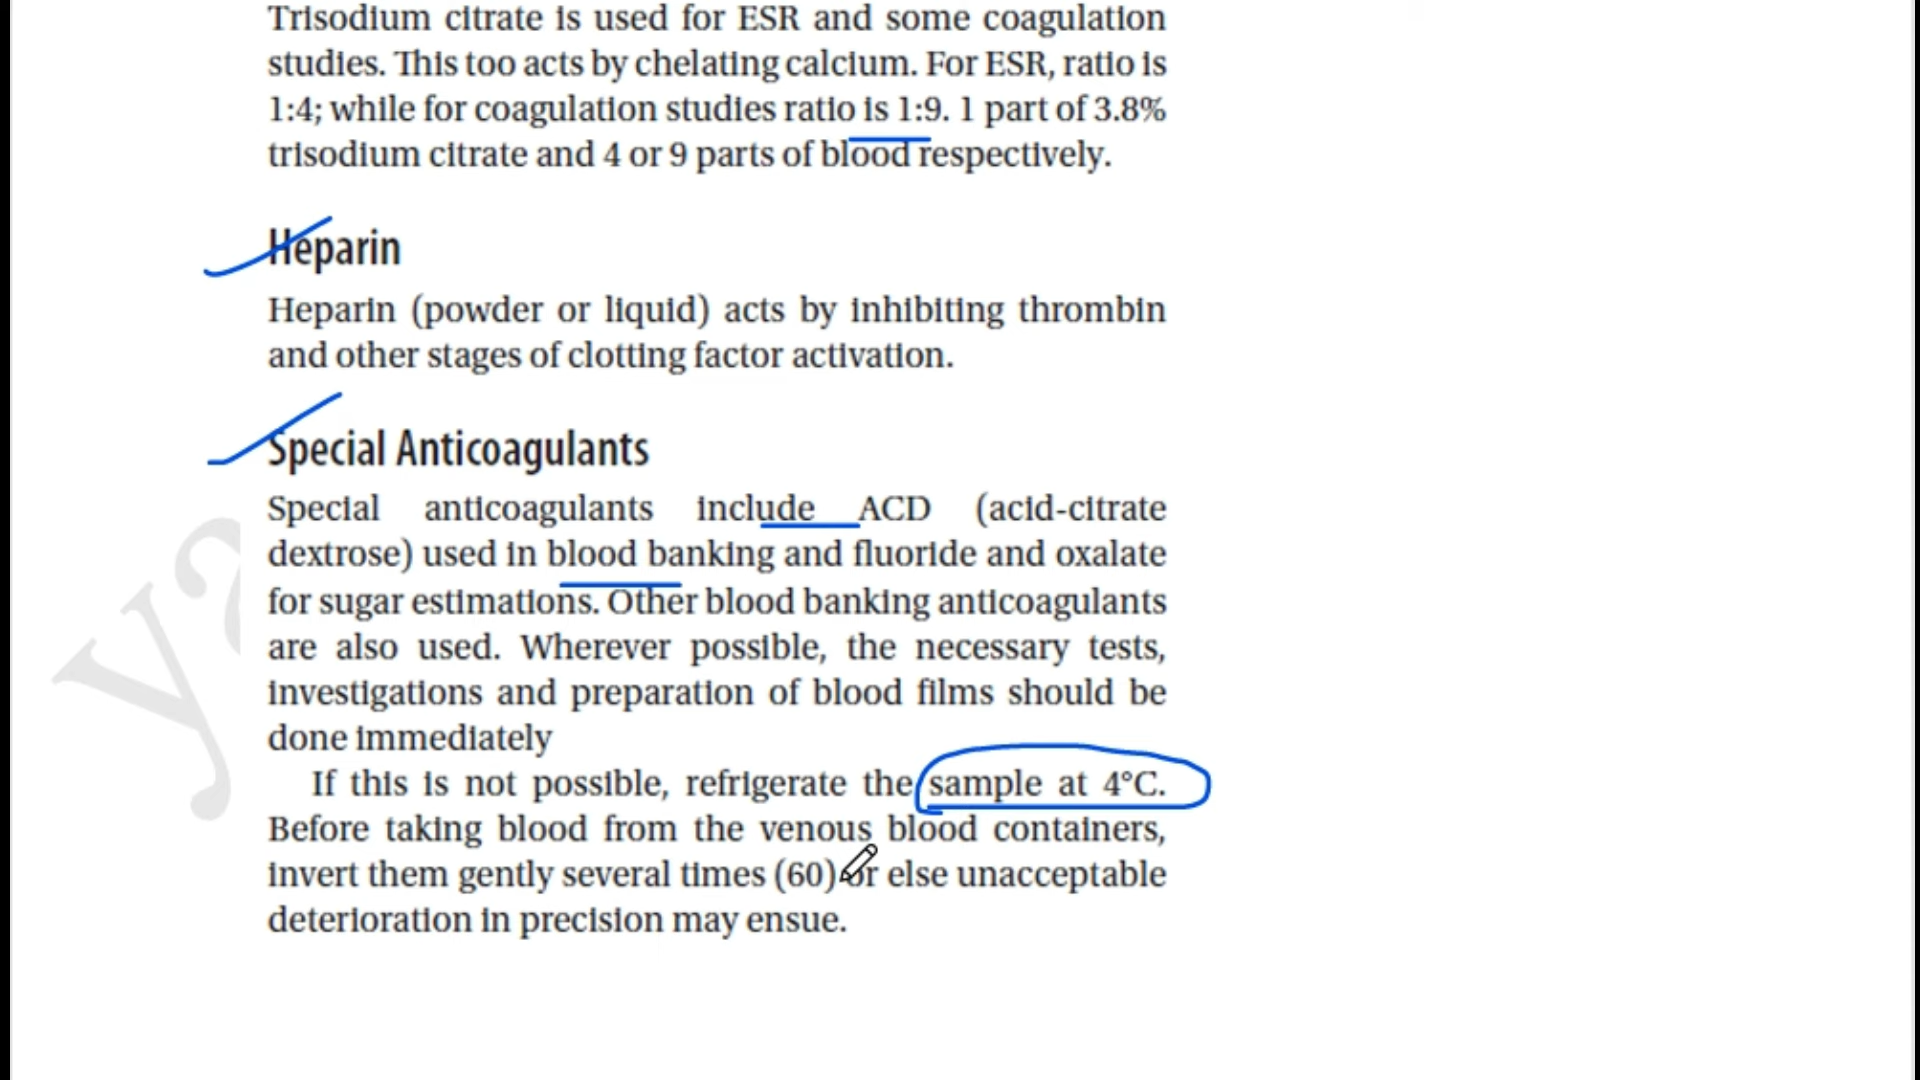 Trisodium citrate is used for ESR and some coagulation
studies. This too acts by chelating calcium. For ESR, ratio is
1:4; while for coagulation studies ratio is 1:9. 1 part of 3.8%
trisodium citrate and 4 or 9 parts of blood respectively.
Heparin
Heparin (powder or liquid) acts by inhibiting thrombin
and other stages of clotting factor activation.
Special Anticoagulants
Special anticoagulants include ACD (acid-citrate
dextrose) used in blood banking and fluoride and oxalate
for sugar estimations. Other blood banking anticoagulants
are also used. Wherever possible, the necessary tests,
investigations and preparation of blood films should be
done immediately
If this is not possible, refrigerate the sample at 4°C.
Before taking blood from the venous blood containers,
invert them gently several times (60) or else unacceptable
deterioration in precision may ensue.
ya